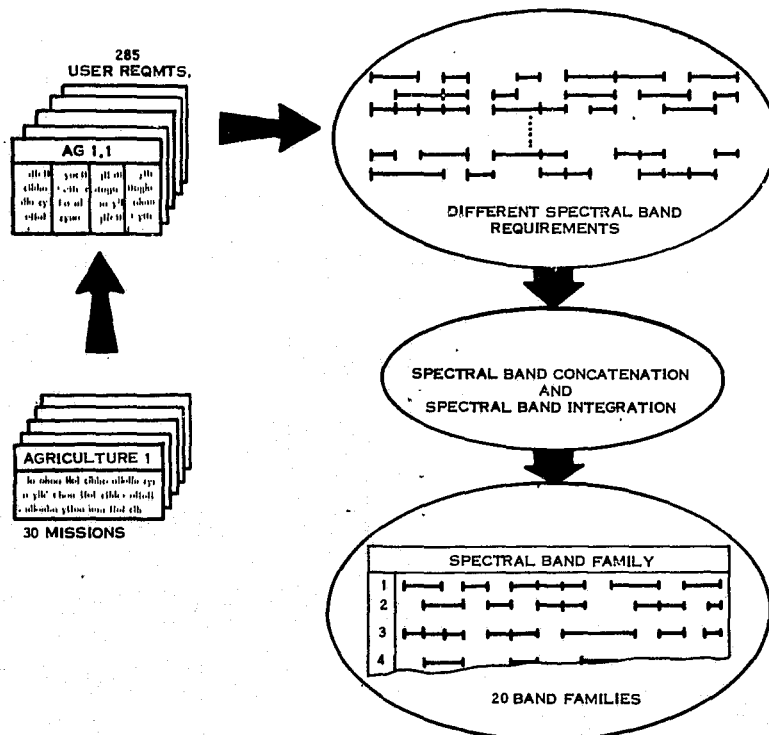 285
USER REQMTS,
AG 1.1
AGRICULTURE 1
30 MISSIONS
DIFFERENT SPECTRAL BAND
REQUIREMENTS
SPECTRAL BAND CONCATENATION
AND
SPECTRAL BAND INTEGRATION
SPECTRAL BAND FAMILY
1
2
3
4
20 BAND FAMILIES